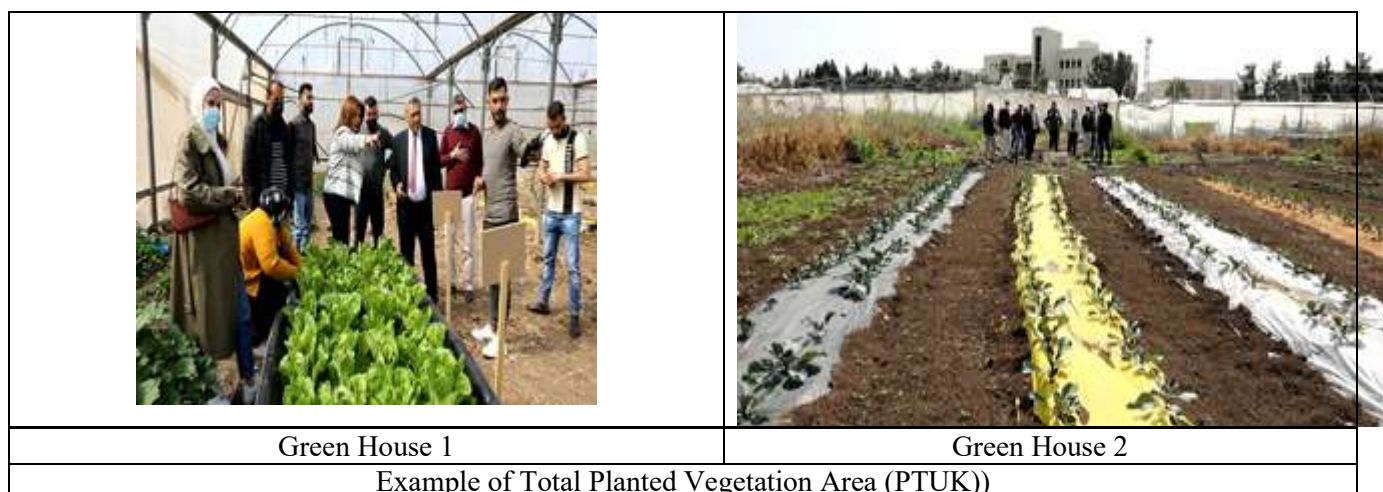 Green House 1
Green House 2
Example of Total Planted Vegetation Area (PTUK))